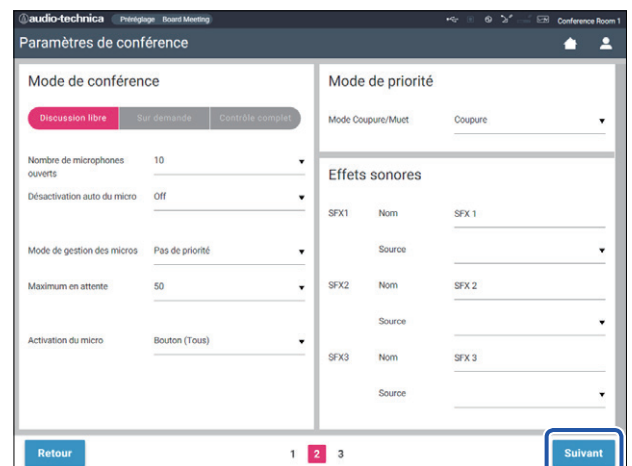 audio-technica Préréglage Board Meeting Conference Room 1
Paramètres de conférence
Mode de conférence
Discussion libre Sur demande Contrôle complet
Nombre de microphones ouverts 10
Désactivation auto du micro Off
Mode de gestion des micros Pas de priorité
Maximum en attente 50
Activation du micro Bouton (Tous)
Mode de priorité
Mode Coupure/Muet Coupure
Effets sonores
SFX1 Nom SFX 1
Source
SFX2 Nom SFX 2
Source
SFX3 Nom SFX 3
Source
Retour 1 2 3 Suivant